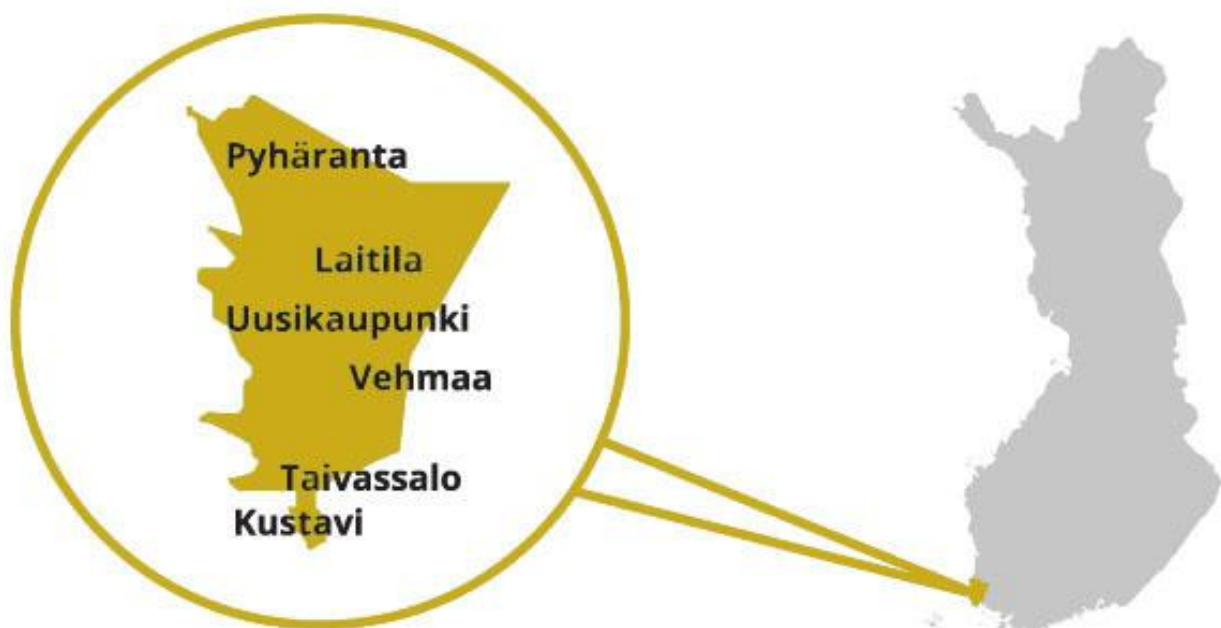 Pyhäranta
Laitila
Uusikaupunki
Vehmaa
Taivassalo
Kustavi